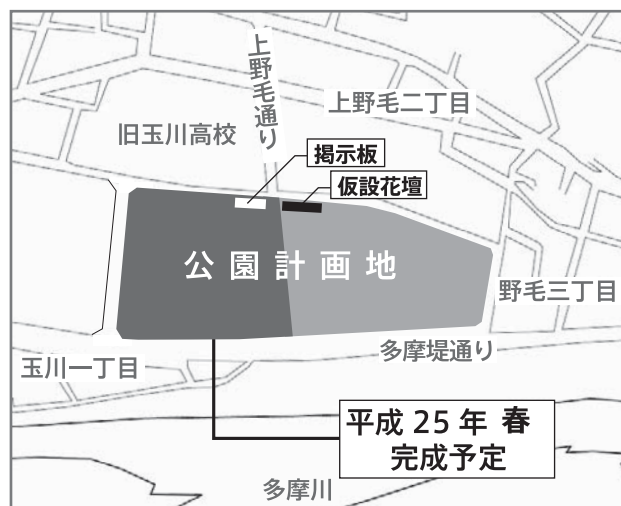 上野毛通り
上野毛二丁目
旧玉川高校
掲示板
仮設花壇
公園計画地
野毛三丁目
多摩堤通り
玉川一丁目
平成 25 年 春
完成予定
多摩川